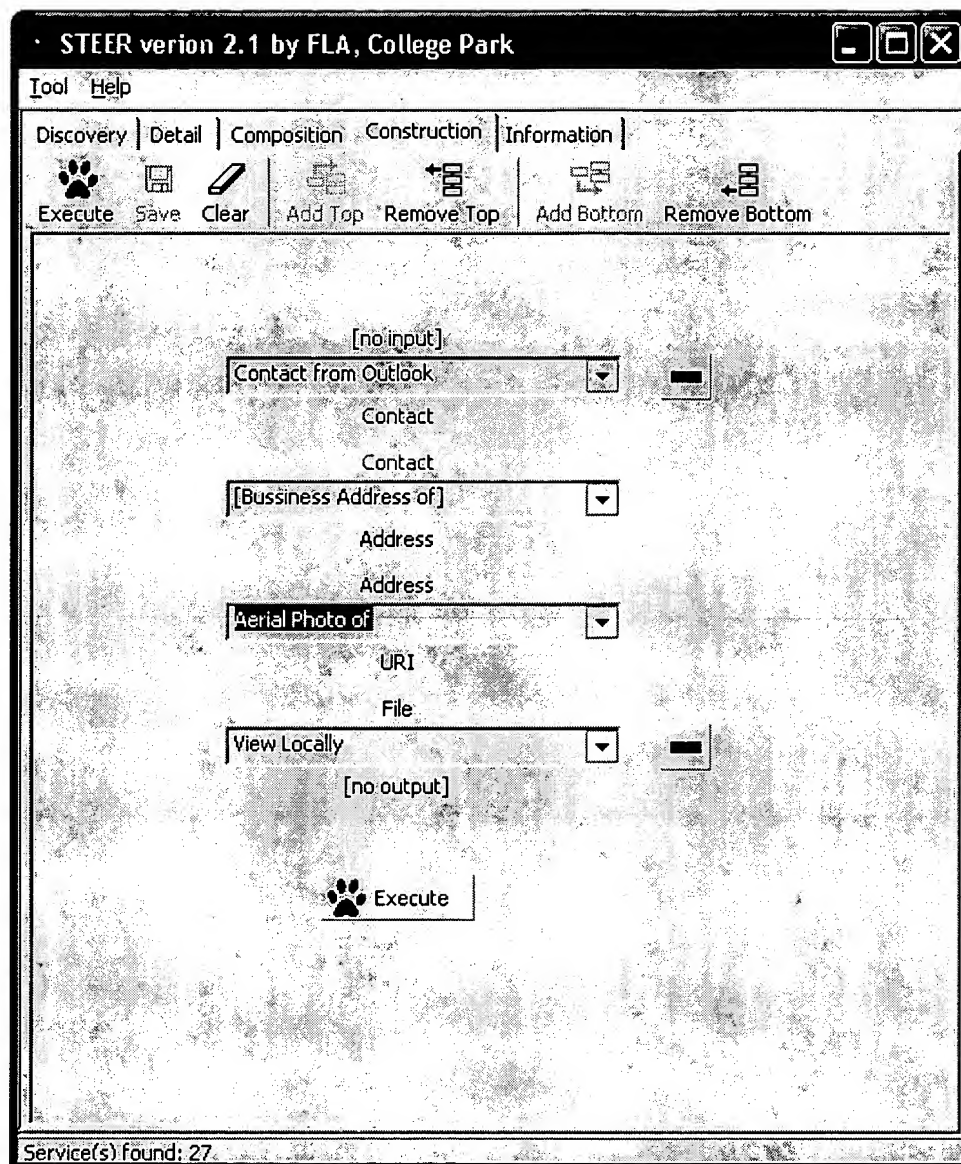 STEER verion 2.1 by FLA, College Park
Tool Help
Discovery Detail Composition Construction Information
Execute Save Clear Add Top Remove Top Add Bottom Remove Bottom
[no input]
Contact from Outlook
Contact
Contact
[Bussiness Address of]
Address
Address
Aerial Photo of
URI
File
View Locally
[no output]
Execute
Service(s) found: 27